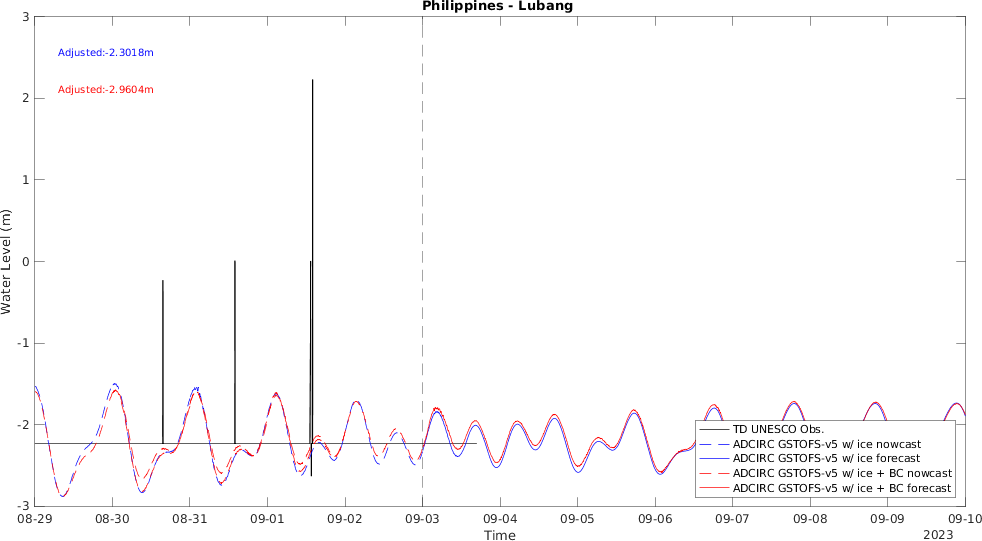 Philippines - Lubang
Adjusted:-2.3018m
Adjusted:-2.9604m
Water Level (m)
3
2
1
0
-1
-2
-3
TD UNESCO Obs.
ADCIRC GSTOFS-v5 w/ ice nowcast
ADCIRC GSTOFS-v5 w/ ice forecast
ADCIRC GSTOFS-v5 w/ ice + BC nowcast
ADCIRC GSTOFS-v5 w/ ice + BC forecast
08-29 08-30 08-31 09-01 09-02 09-03 09-04 09-05 09-06 09-07 09-08 09-09 09-10
Time
2023